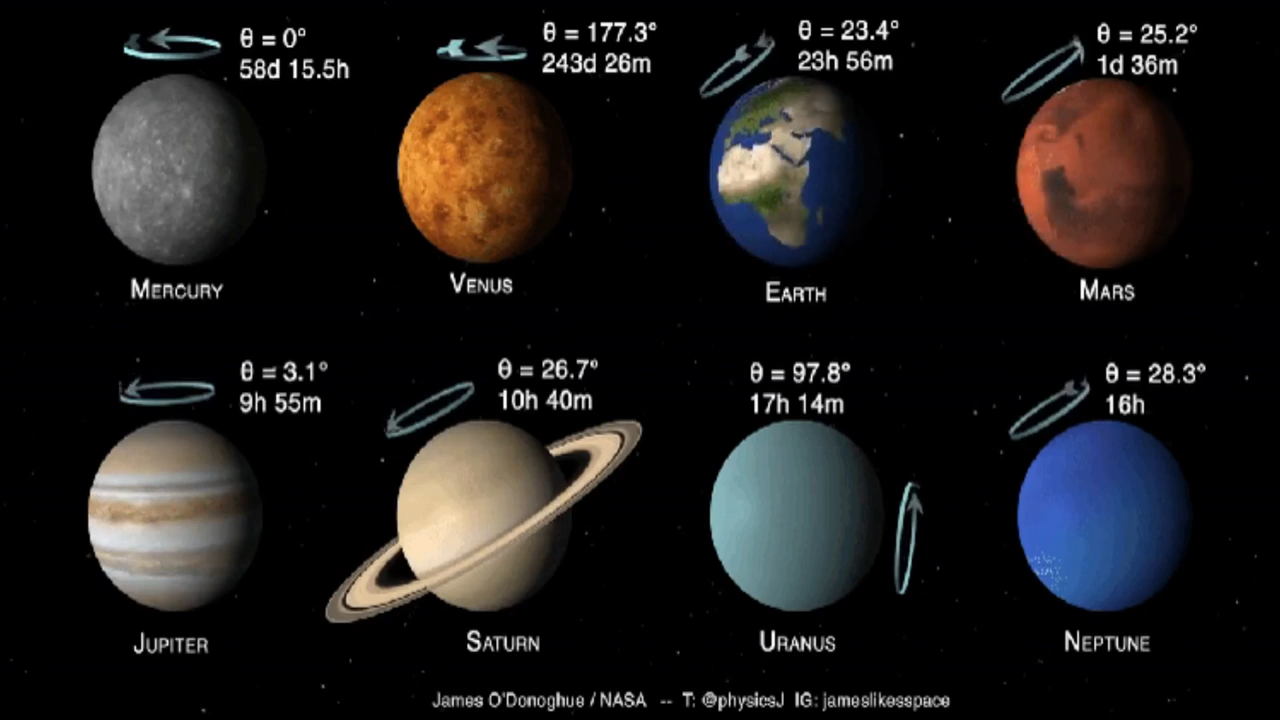 θ = 0°
58d 15.5h
MERCURY
θ = 177.3°
243d 26m
VENUS
θ = 23.4°
23h 56m
EARTH
θ = 25.2°
1d 36m
MARS
θ = 3.1°
9h 55m
JUPITER
θ = 26.7°
10h 40m
SATURN
θ = 97.8°
17h 14m
URANUS
θ = 28.3°
16h
NEPTUNE
James O'Donoghue / NASA -- T: @physicsJ IG: jameslikesspace